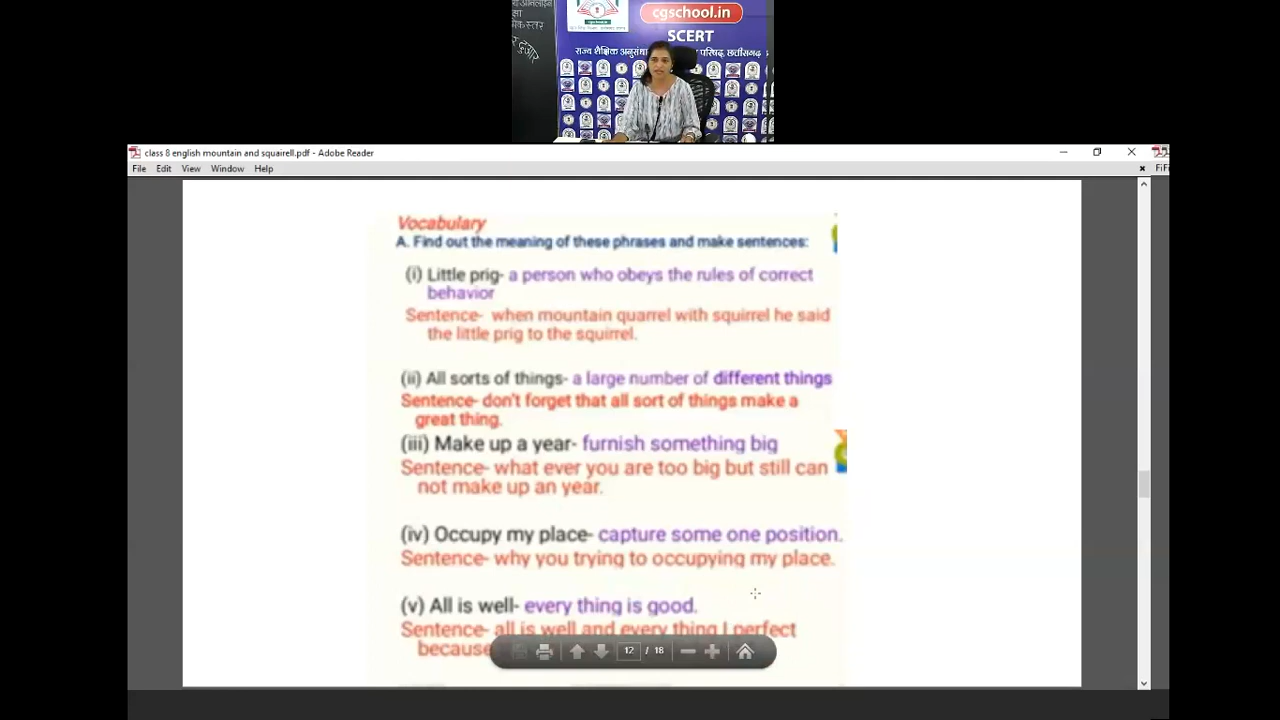 cgschool.in
SCERT
राज्य शैक्षिक अनुसंधा परिषद, छत्तीसगढ़
class 8 english mountain and squairell.pdf - Adobe Reader
File Edit View Window Help
Vocabulary
A. Find out the meaning of these phrases and make sentences:
(i) Little prig- a person who obeys the rules of correct
behavior
Sentence- when mountain quarrel with squirrel he said
the little prig to the squirrel.
(ii) All sorts of things- a large number of different things
Sentence- don't forget that all sort of things make a
great thing.
(iii) Make up a year- furnish something big
Sentence- what ever you are too big but still can
not make up an year.
(iv) Occupy my place- capture some one position.
Sentence- why you trying to occupying my place.
(v) All is well- every thing is good.
Sentence- all is well and every thing I perfect
because
12 / 18